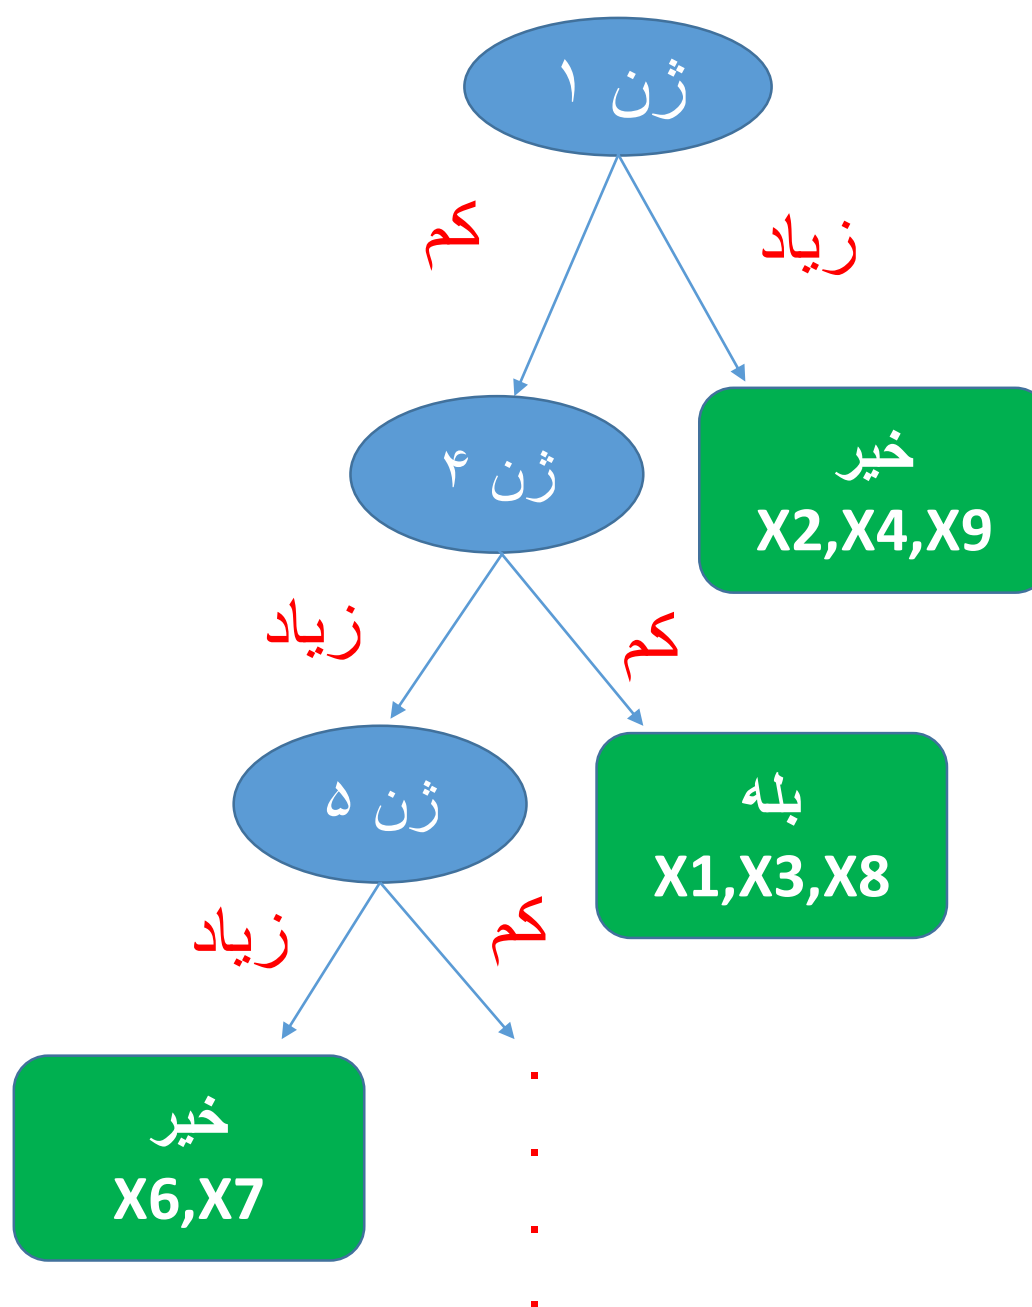 ژن ۱
کم
زیاد
ژن ۴
خیر
X2,X4,X9
زیاد
کم
ژن ۵
بله
X1,X3,X8
زیاد
کم
خیر
X6,X7
.
.
.
.